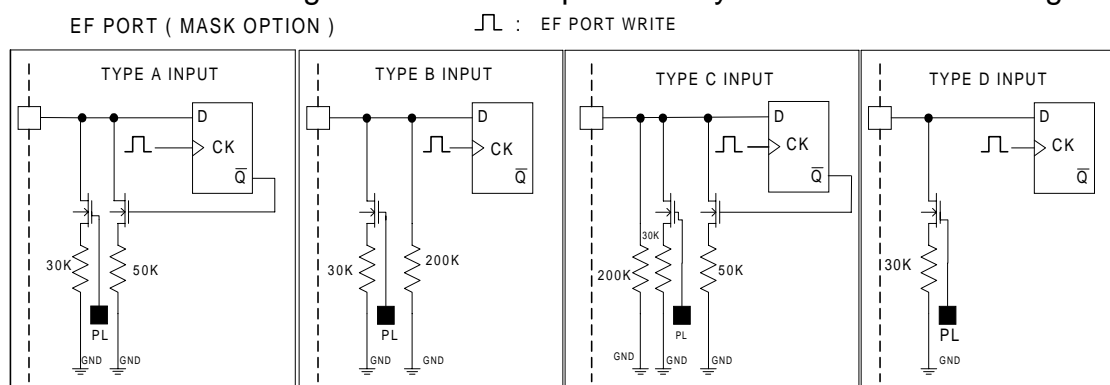 EF PORT ( MASK OPTION )
: EF PORT WRITE
TYPE A INPUT
D
CK
Q
30K
50K
PL
GND
GND
TYPE B INPUT
D
CK
Q
30K
200K
PL
GND
GND
TYPE C INPUT
D
CK
Q
30K
200K
50K
PL
GND
GND
GND
TYPE D INPUT
D
CK
Q
30K
PL
GND